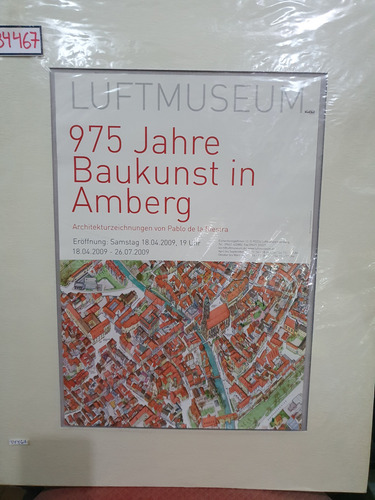 34467
LUFTMUSEUM
975 Jahre
Baukunst in
Amberg
Architekturzeichnungen von Pablo de la Riestra
Eröffnung: Samstag 18.04.2009, 19 Uhr
18.04.2009 - 26.07.2009